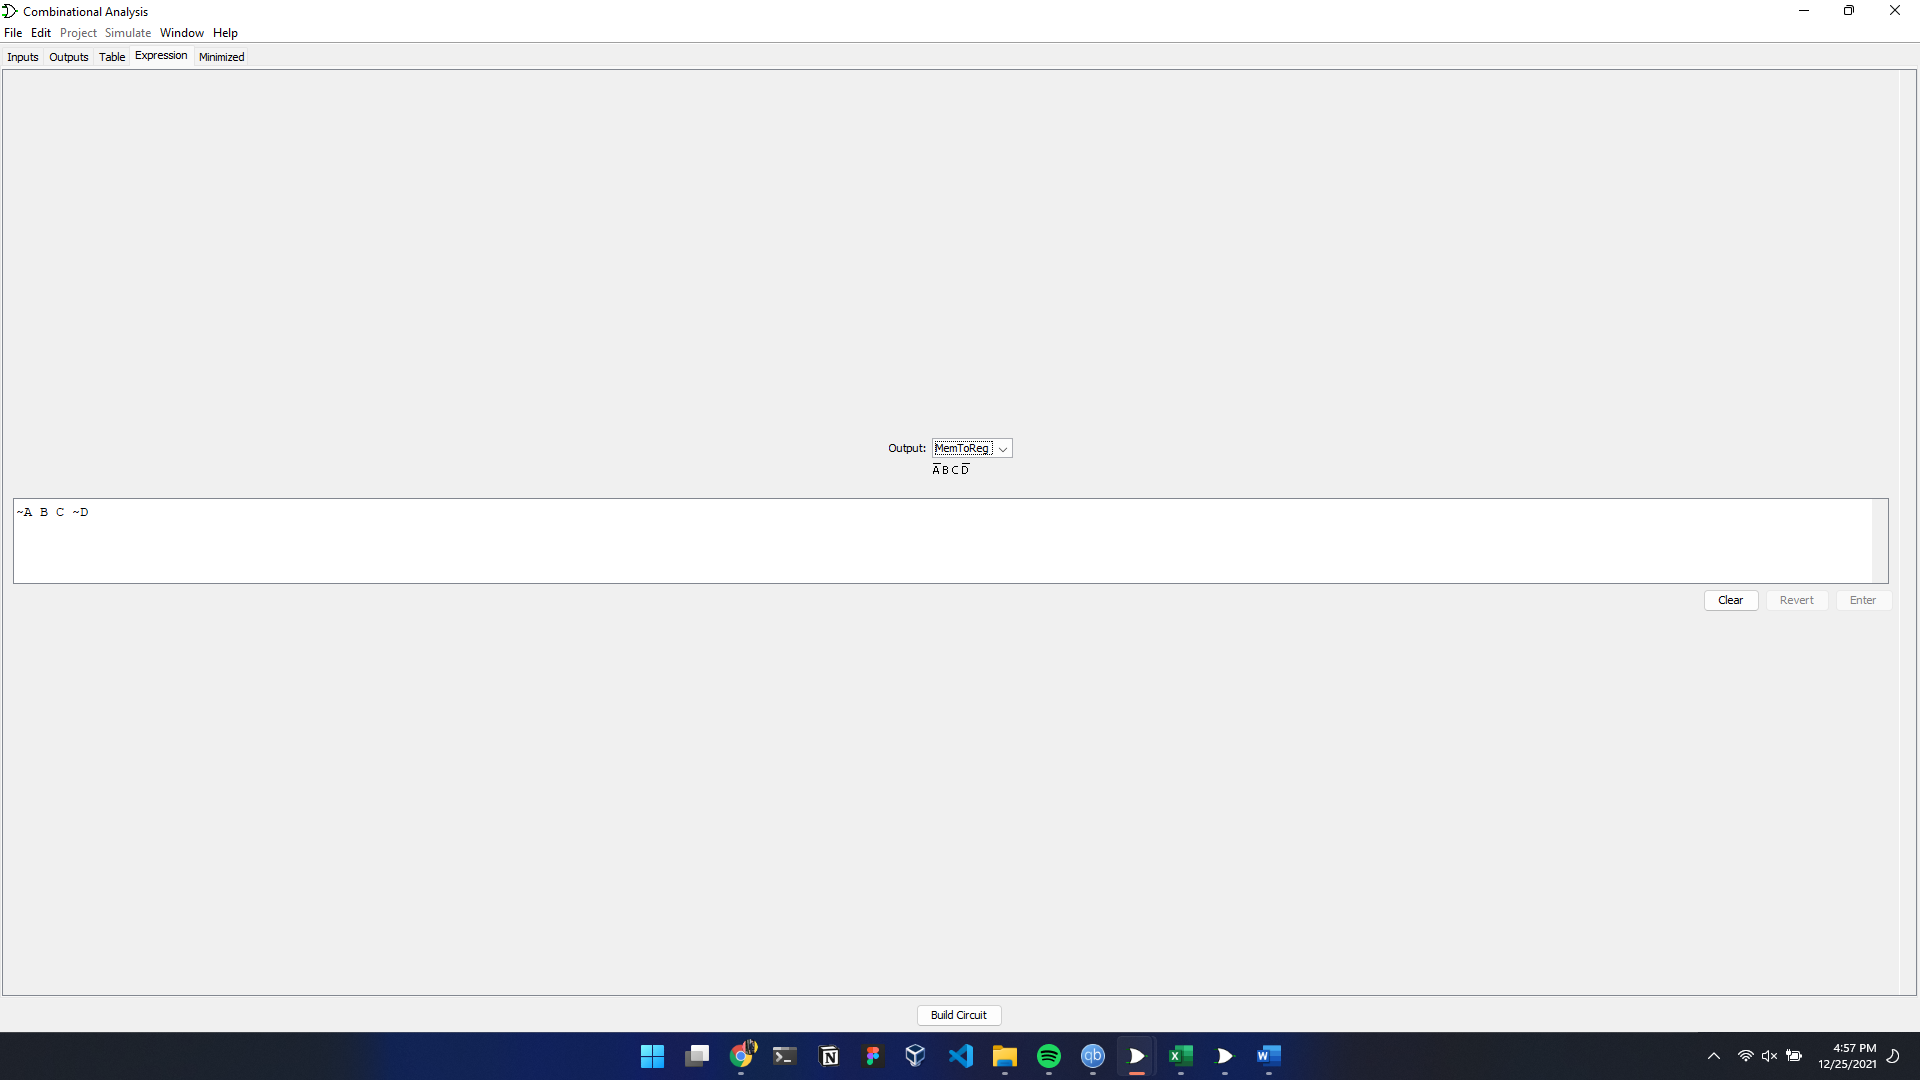 Combinational Analysis
File Edit Project Simulate Window Help
Inputs Outputs Table Expression Minimized
Output: MemToReg
A̅ B C D̅
~A B C ~D
Clear Revert Enter
Build Circuit
qb
4:57 PM
12/25/2021